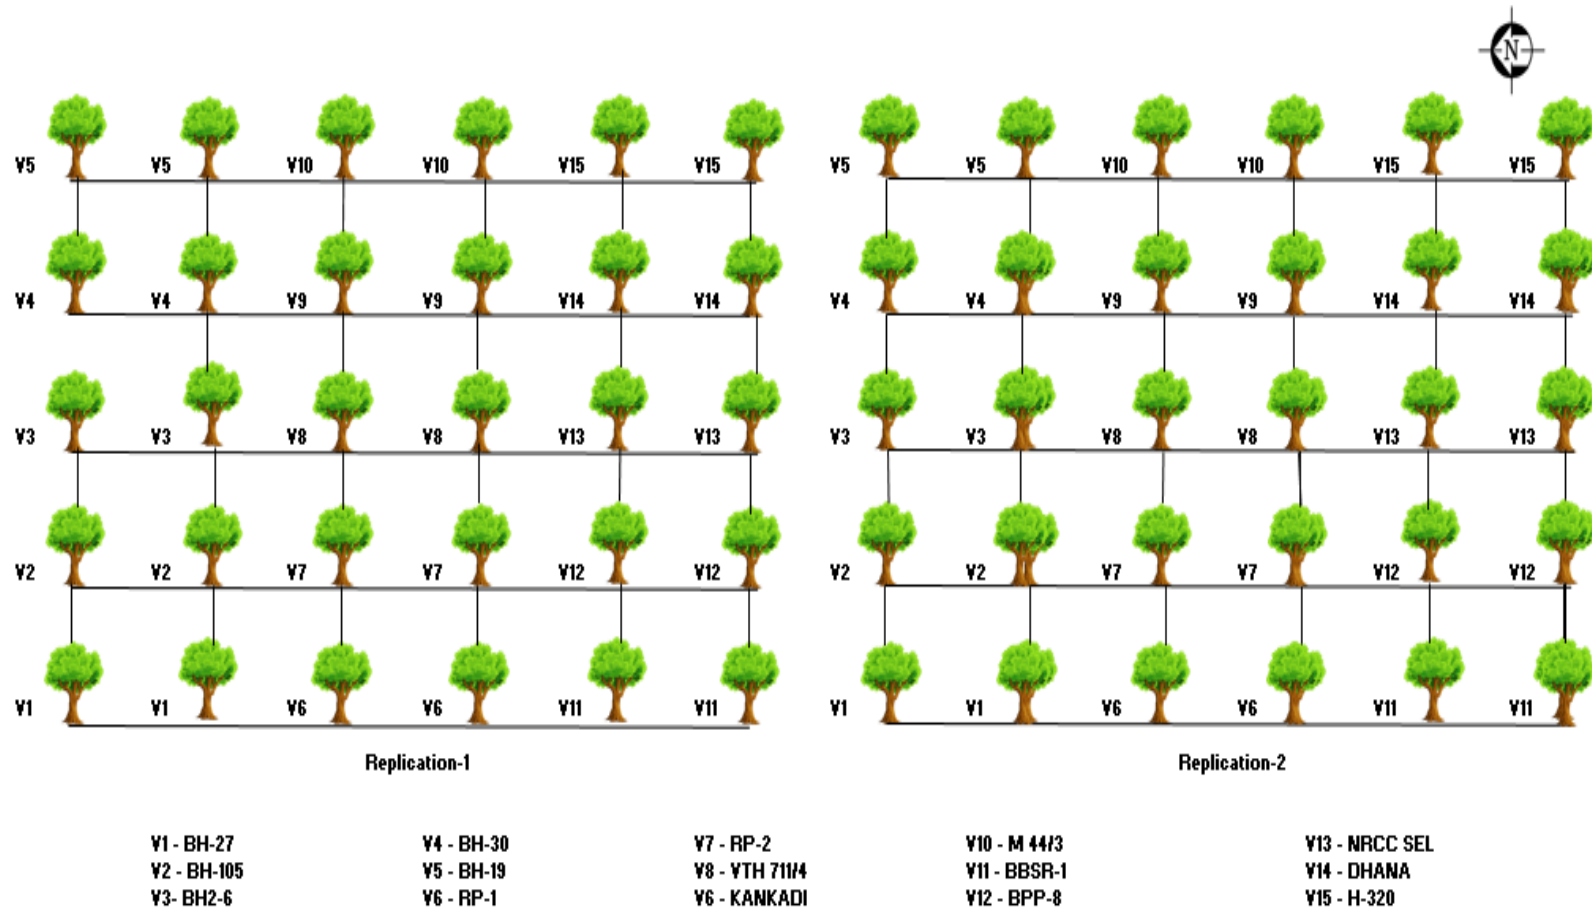 N
V5 V5 V10 V10 V15 V15 V5 V5 V10 V10 V15 V15
V4 V4 V9 V9 V14 V14 V4 V4 V9 V9 V14 V14
V3 V3 V8 V8 V13 V13 V3 V3 V8 V8 V13 V13
V2 V2 V7 V7 V12 V12 V2 V2 V7 V7 V12 V12
V1 V1 V6 V6 V11 V11 V1 V1 V6 V6 V11 V11
Replication-1 Replication-2
V1 - BH-27 V4 - BH-30 V7 - RP-2 V10 - M 44/3 V13 - NRCC SEL
V2 - BH-105 V5 - BH-19 V8 - VTH 711/4 V11 - BBSR-1 V14 - DHANA
V3- BH2-6 V6 - RP-1 V6 - KANKADI V12 - BPP-8 V15 - H-320